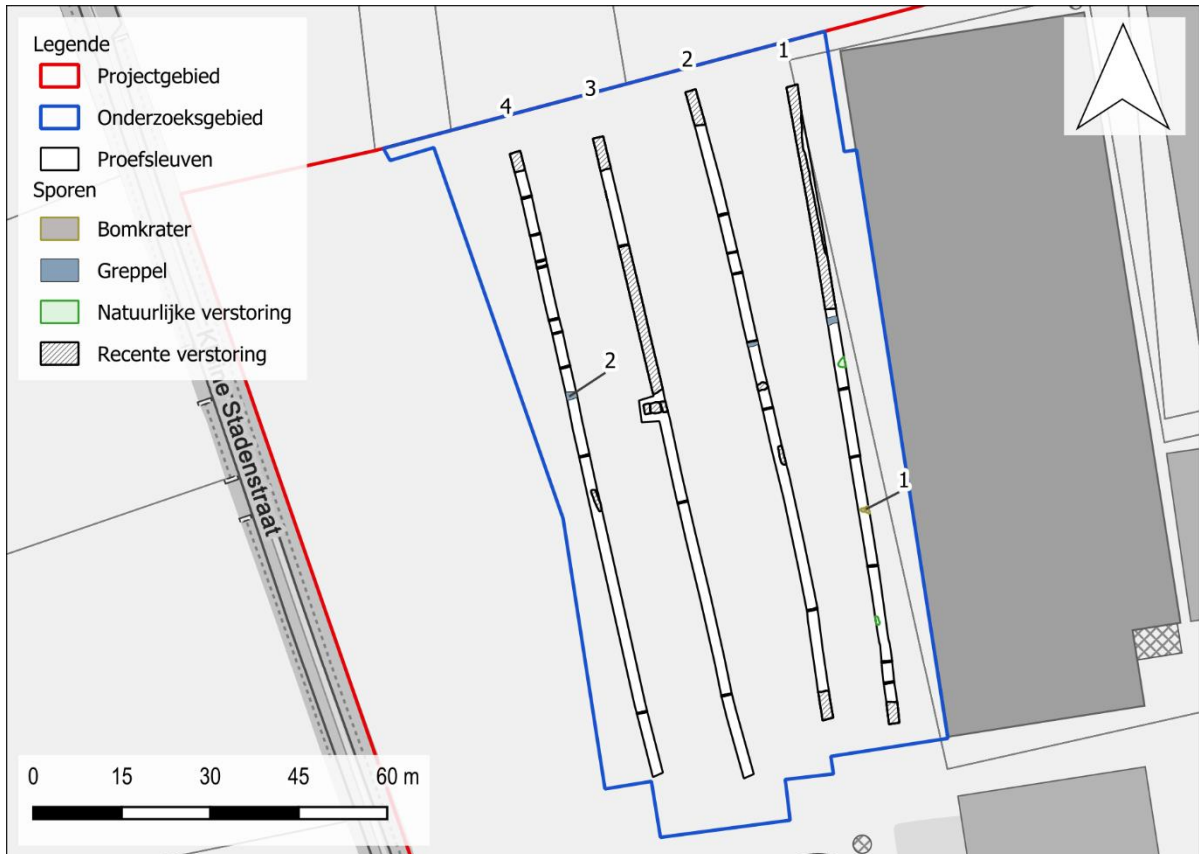 Legende
Projectgebied
Onderzoeksgebied
Proefsleuven
Sporen
Bomkrater
Greppel
Natuurlijke verstoring
Recente verstoring
1
2
3
4
2
1
Stadenstraat
0 15 30 45 60 m